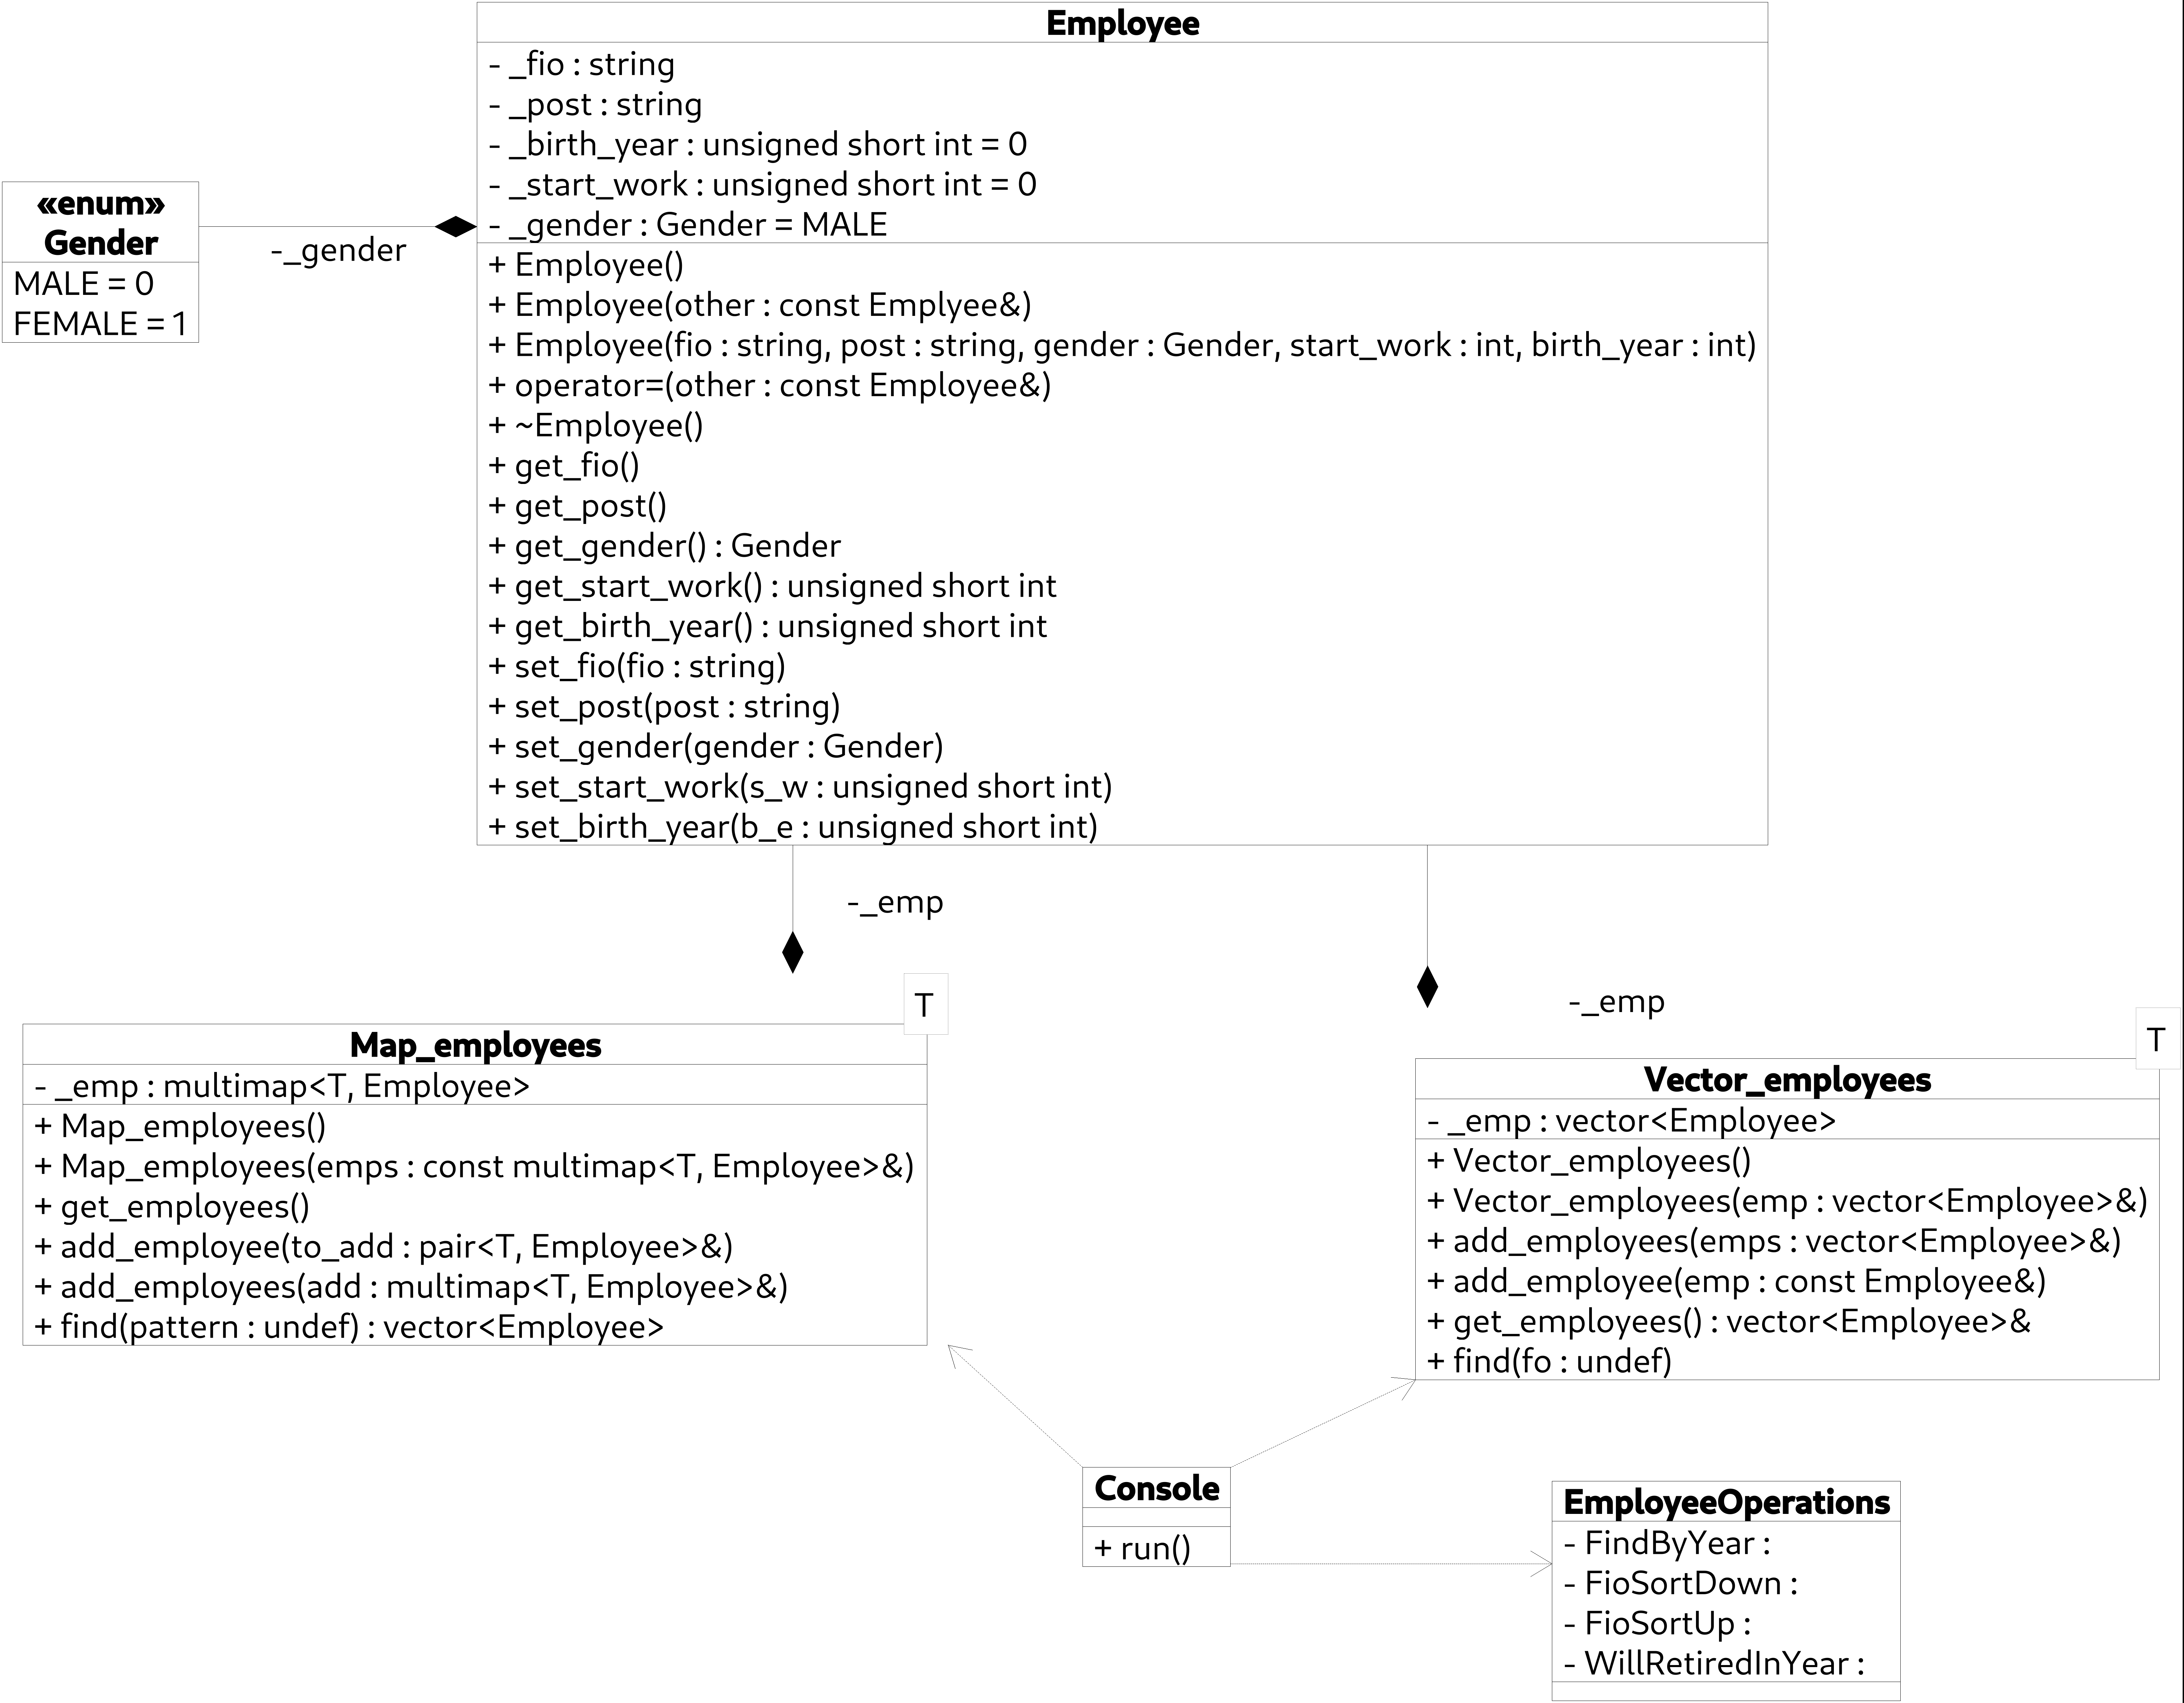 Employee
- _fio : string
- _post : string
- _birth_year : unsigned short int = 0
- _start_work : unsigned short int = 0
- _gender : Gender = MALE
+ Employee()
+ Employee(other : const Emplyee&)
+ Employee(fio : string, post : string, gender : Gender, start_work : int, birth_year : int)
+ operator=(other : const Employee&)
+ ~Employee()
+ get_fio()
+ get_post()
+ get_gender() : Gender
+ get_start_work() : unsigned short int
+ get_birth_year() : unsigned short int
+ set_fio(fio : string)
+ set_post(post : string)
+ set_gender(gender : Gender)
+ set_start_work(s_w : unsigned short int)
+ set_birth_year(b_e : unsigned short int)
«enum»
Gender
MALE = 0
FEMALE = 1
-_gender
-_emp
-_emp
T
Map_employees
- _emp : multimap<T, Employee>
+ Map_employees()
+ Map_employees(emps : const multimap<T, Employee>&)
+ get_employees()
+ add_employee(to_add : pair<T, Employee>&)
+ add_employees(add : multimap<T, Employee>&)
+ find(pattern : undef) : vector<Employee>
T
Vector_employees
- _emp : vector<Employee>
+ Vector_employees()
+ Vector_employees(emp : vector<Employee>&)
+ add_employees(emps : vector<Employee>&)
+ add_employee(emp : const Employee&)
+ get_employees() : vector<Employee>&
+ find(fo : undef)
Console
+ run()
EmployeeOperations
- FindByYear :
- FioSortDown :
- FioSortUp :
- WillRetiredInYear :